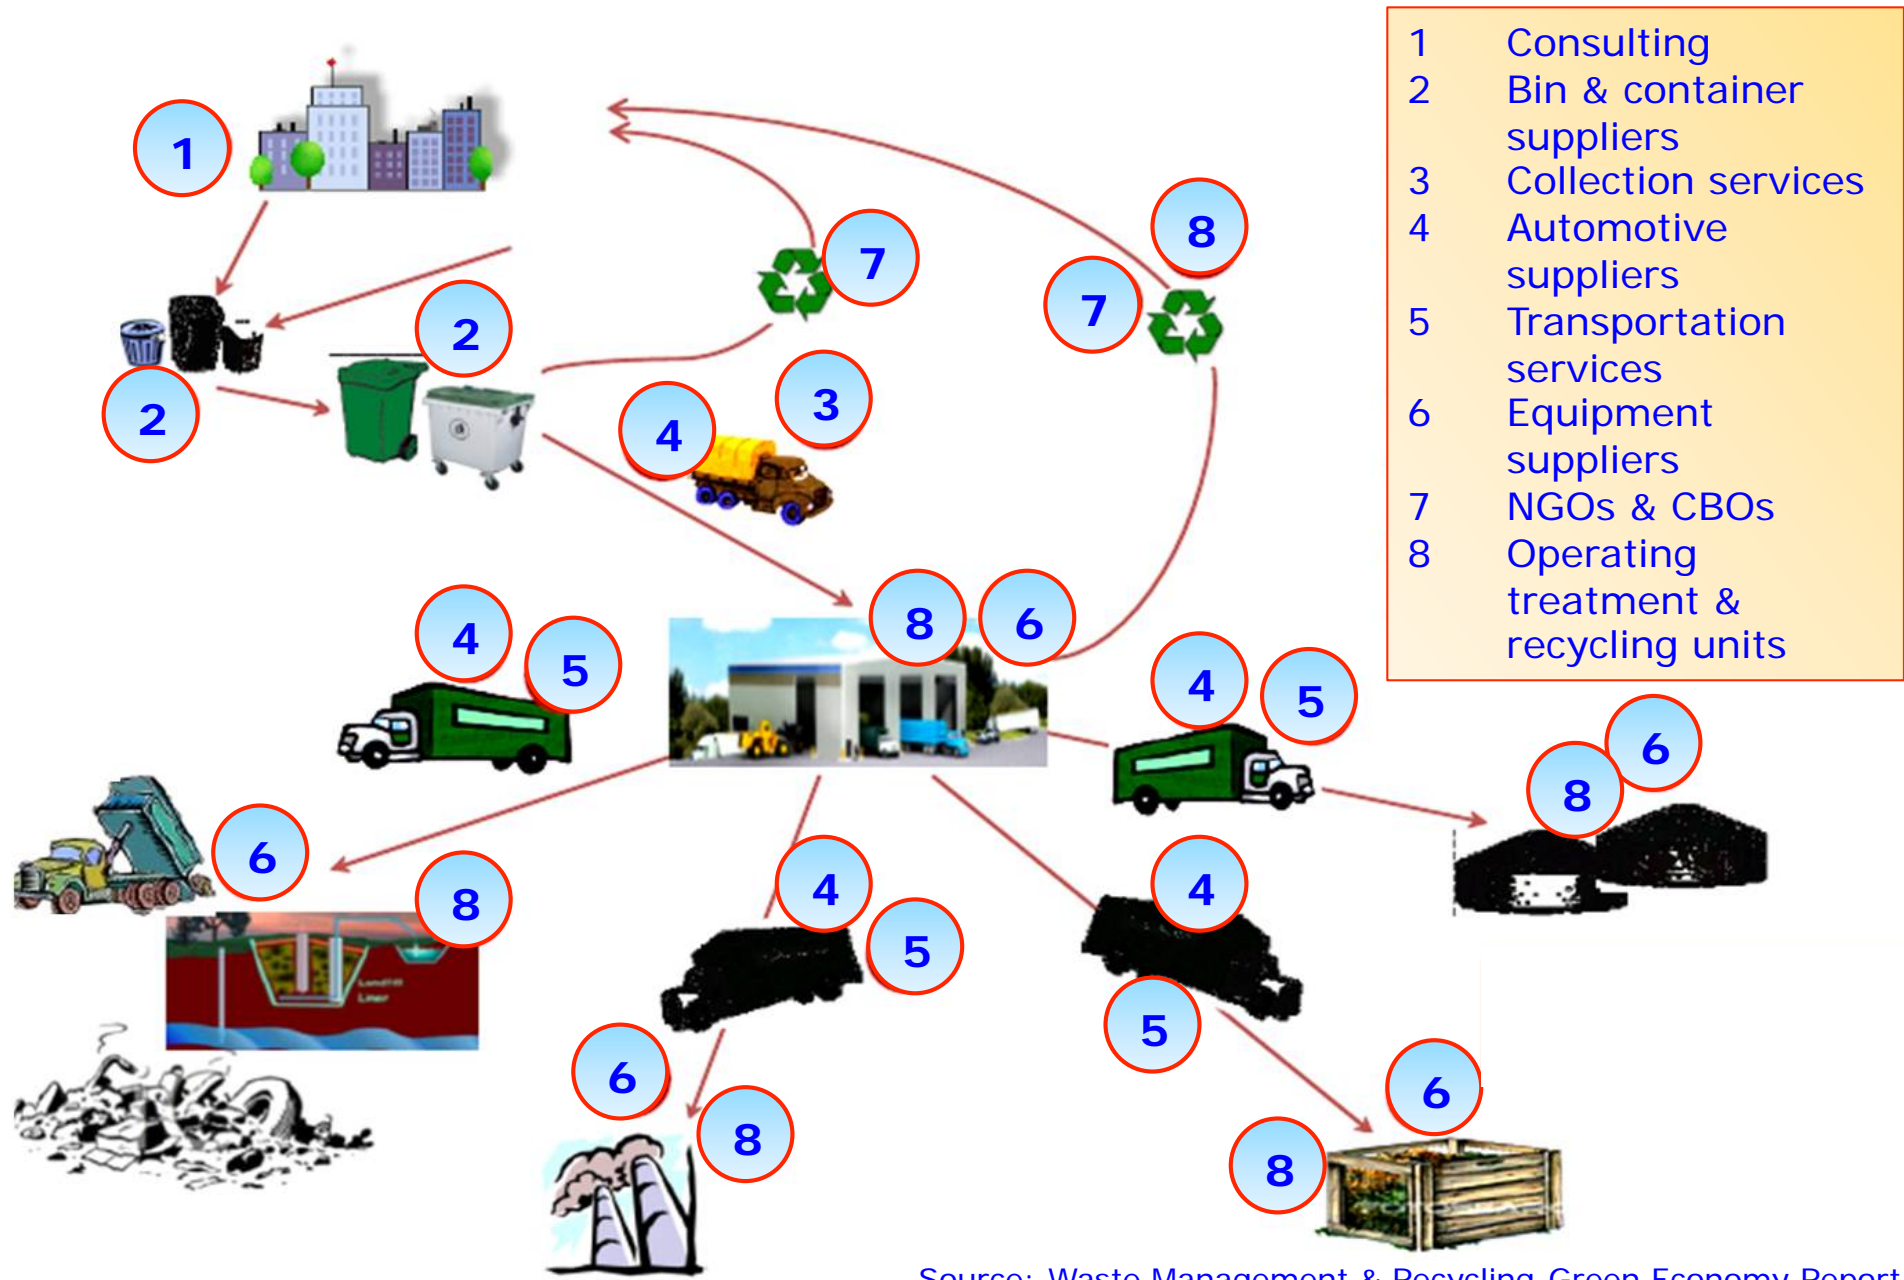 1 Consulting
2 Bin & container
suppliers
3 Collection services
4 Automotive
suppliers
5 Transportation
services
6 Equipment
suppliers
7 NGOs & CBOs
8 Operating
treatment &
recycling units
1
8
7
7
2
3
2
4
8 6
4
5
4
5
6
8
6
8
4
4
5
5
Landfill
Liner
6
6
8
8
Source: Waste Management & Recycling Green Economy Report